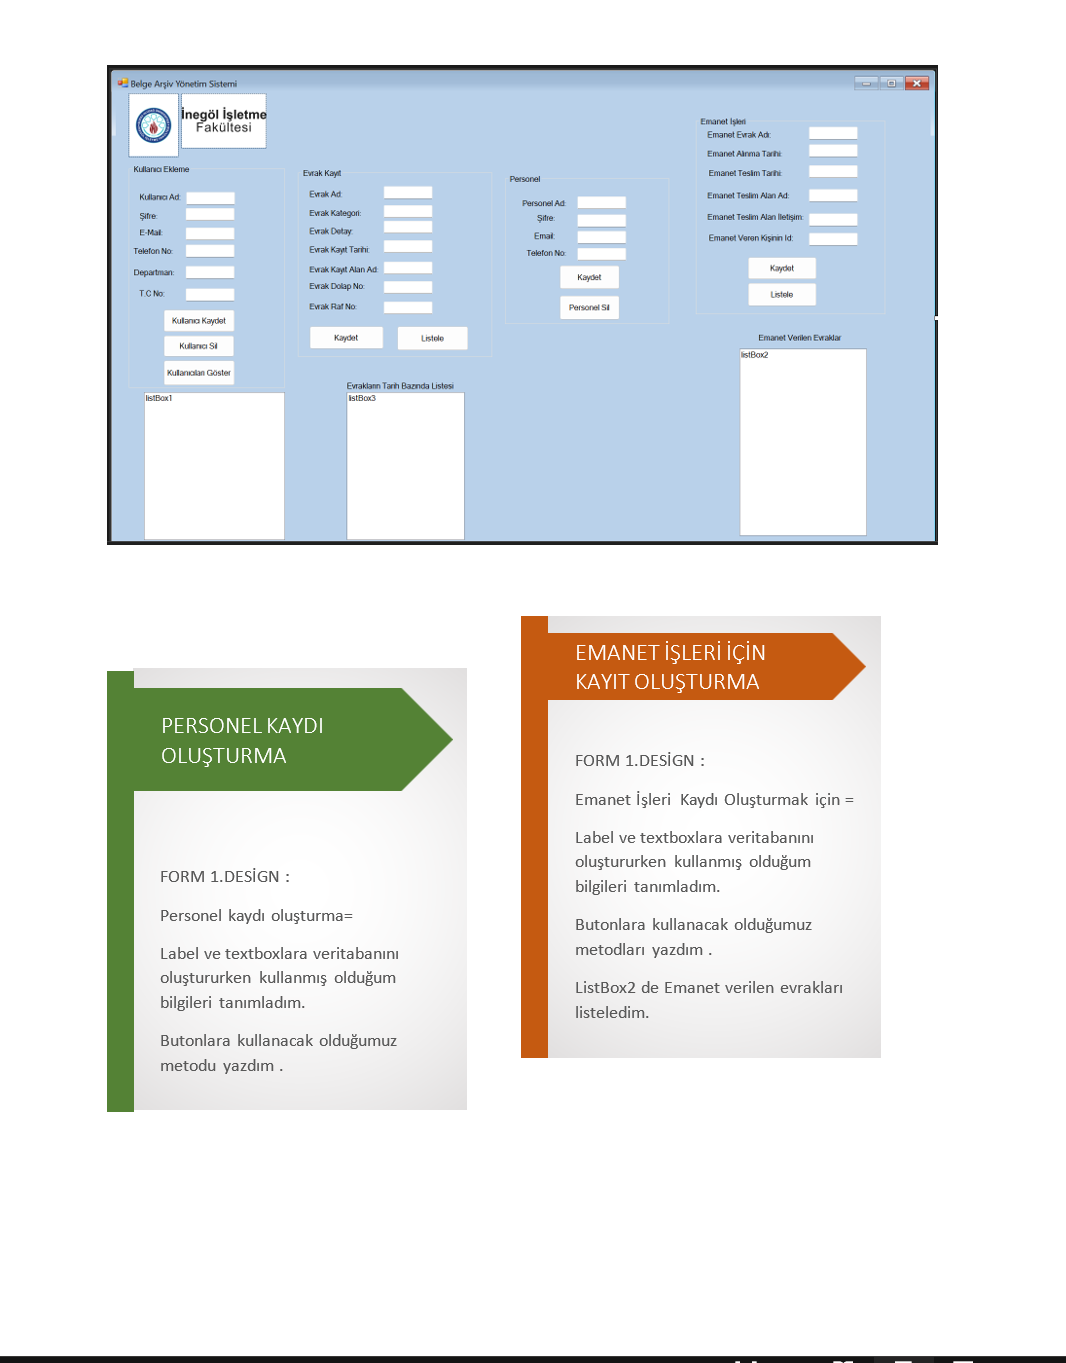 Belge Arşiv Yönetim Sistemi
İnegöl İşletme
Fakültesi
Kullanıcı Ekleme
Kullanıcı Ad:
Şifre:
E-Mail:
Telefon No:
Departman:
T.C No:
Kullanıcı Kaydet
Kullanıcı Sil
Kullanıcıları Göster
listBox1
Evrak Kayıt
Evrak Ad:
Evrak Kategori:
Evrak Detay:
Evrak Kayıt Tarihi:
Evrak Kayıt Alan Ad:
Evrak Dolap No:
Evrak Raf No:
Kaydet
Listele
Evrakların Tarih Bazında Listesi
listBox3
Personel
Personel Ad:
Şifre:
Email:
Telefon No:
Kaydet
Personel Sil
Emanet İşleri
Emanet Evrak Adı:
Emanet Alınma Tarihi:
Emanet Teslim Tarihi:
Emanet Teslim Alan Ad:
Emanet Teslim Alan İletişim:
Emanet Veren Kişinin Id:
Kaydet
Listele
Emanet Verilen Evraklar
listBox2
PERSONEL KAYDI
OLUŞTURMA
FORM 1.DESİGN :
Personel kaydı oluşturma=
Label ve textboxlara veritabanını
oluştururken kullanmış olduğum
bilgileri tanımladım.
Butonlara kullanacak olduğumuz
metodu yazdım .
EMANET İŞLERİ İÇİN
KAYIT OLUŞTURMA
FORM 1.DESİGN :
Emanet İşleri Kaydı Oluşturmak için =
Label ve textboxlara veritabanını
oluştururken kullanmış olduğum
bilgileri tanımladım.
Butonlara kullanacak olduğumuz
metodları yazdım .
ListBox2 de Emanet verilen evrakları
listeledim.